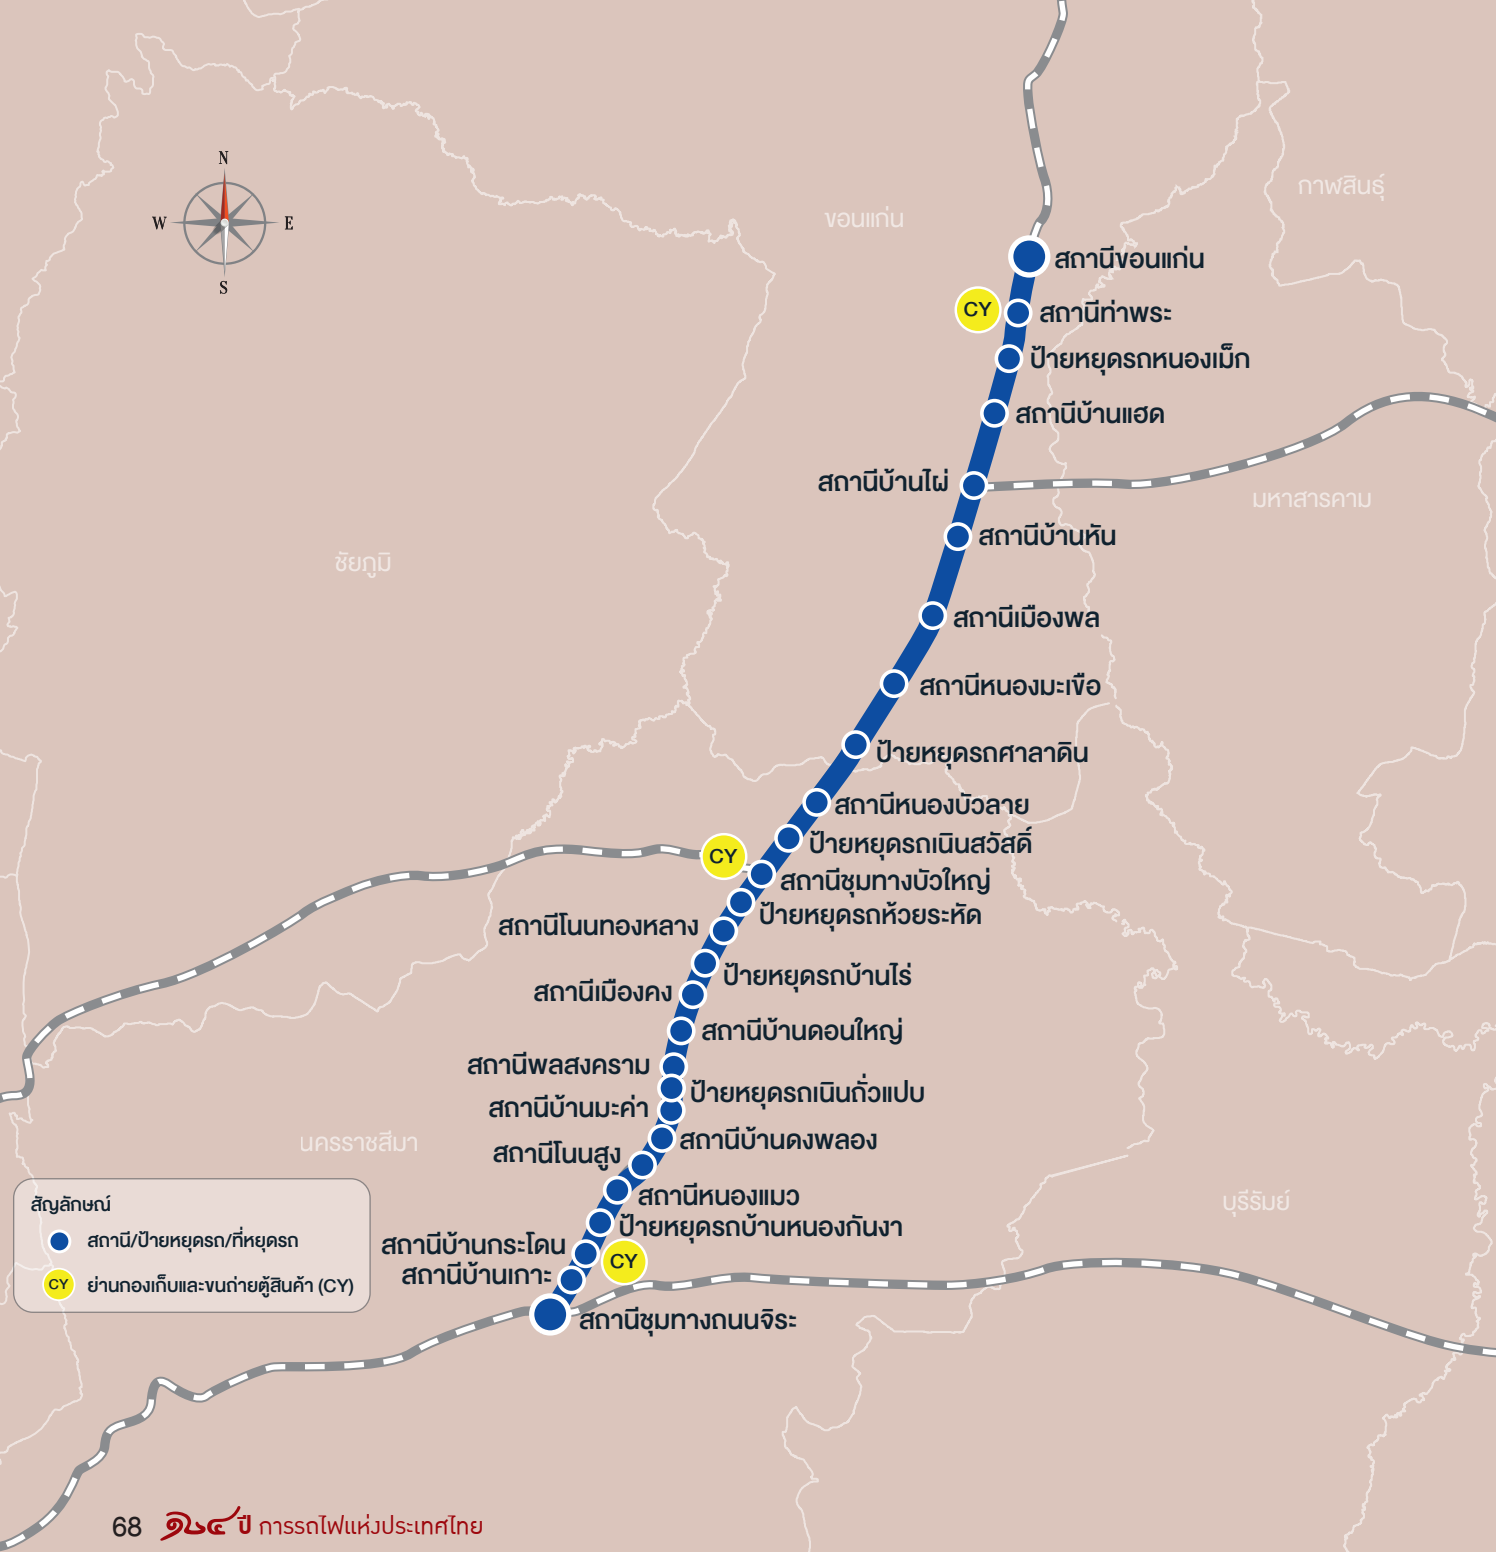 N
W
E
S
กาฬสินธุ์
ขอนแก่น
สถานีขอนแก่น
CY
สถานีท่าพระ
ป้ายหยุดรถหนองเม็ก
สถานีบ้านแฮด
สถานีบ้านไผ่
มหาสารคาม
สถานีบ้านหัน
ชัยภูมิ
สถานีเมืองพล
สถานีหนองมะเขือ
ป้ายหยุดรถศาลาดิน
สถานีหนองบัวลาย
ป้ายหยุดรถเนินสวัสดิ์
CY
สถานีชุมทางบัวใหญ่
ป้ายหยุดรถห้วยระหัด
สถานีโนนทองหลาง
ป้ายหยุดรถบ้านไร่
สถานีเมืองคง
สถานีบ้านดอนใหญ่
สถานีพลสงคราม
ป้ายหยุดรถเนินถั่วแปบ
สถานีบ้านมะค่า
สถานีบ้านดงพลอง
นครราชสีมา
สถานีโนนสูง
สถานีหนองแมว
บุรีรัมย์
ป้ายหยุดรถบ้านหนองกันงา
สถานีบ้านกระโดน
CY
สถานีบ้านเกาะ
สถานีชุมทางถนนจิระ
สัญลักษณ์
สถานี/ป้ายหยุดรถ/ที่หยุดรถ
CY ย่านกองเก็บและขนถ่ายตู้สินค้า (CY)
68 ๑๒๔ ปี การรถไฟแห่งประเทศไทย